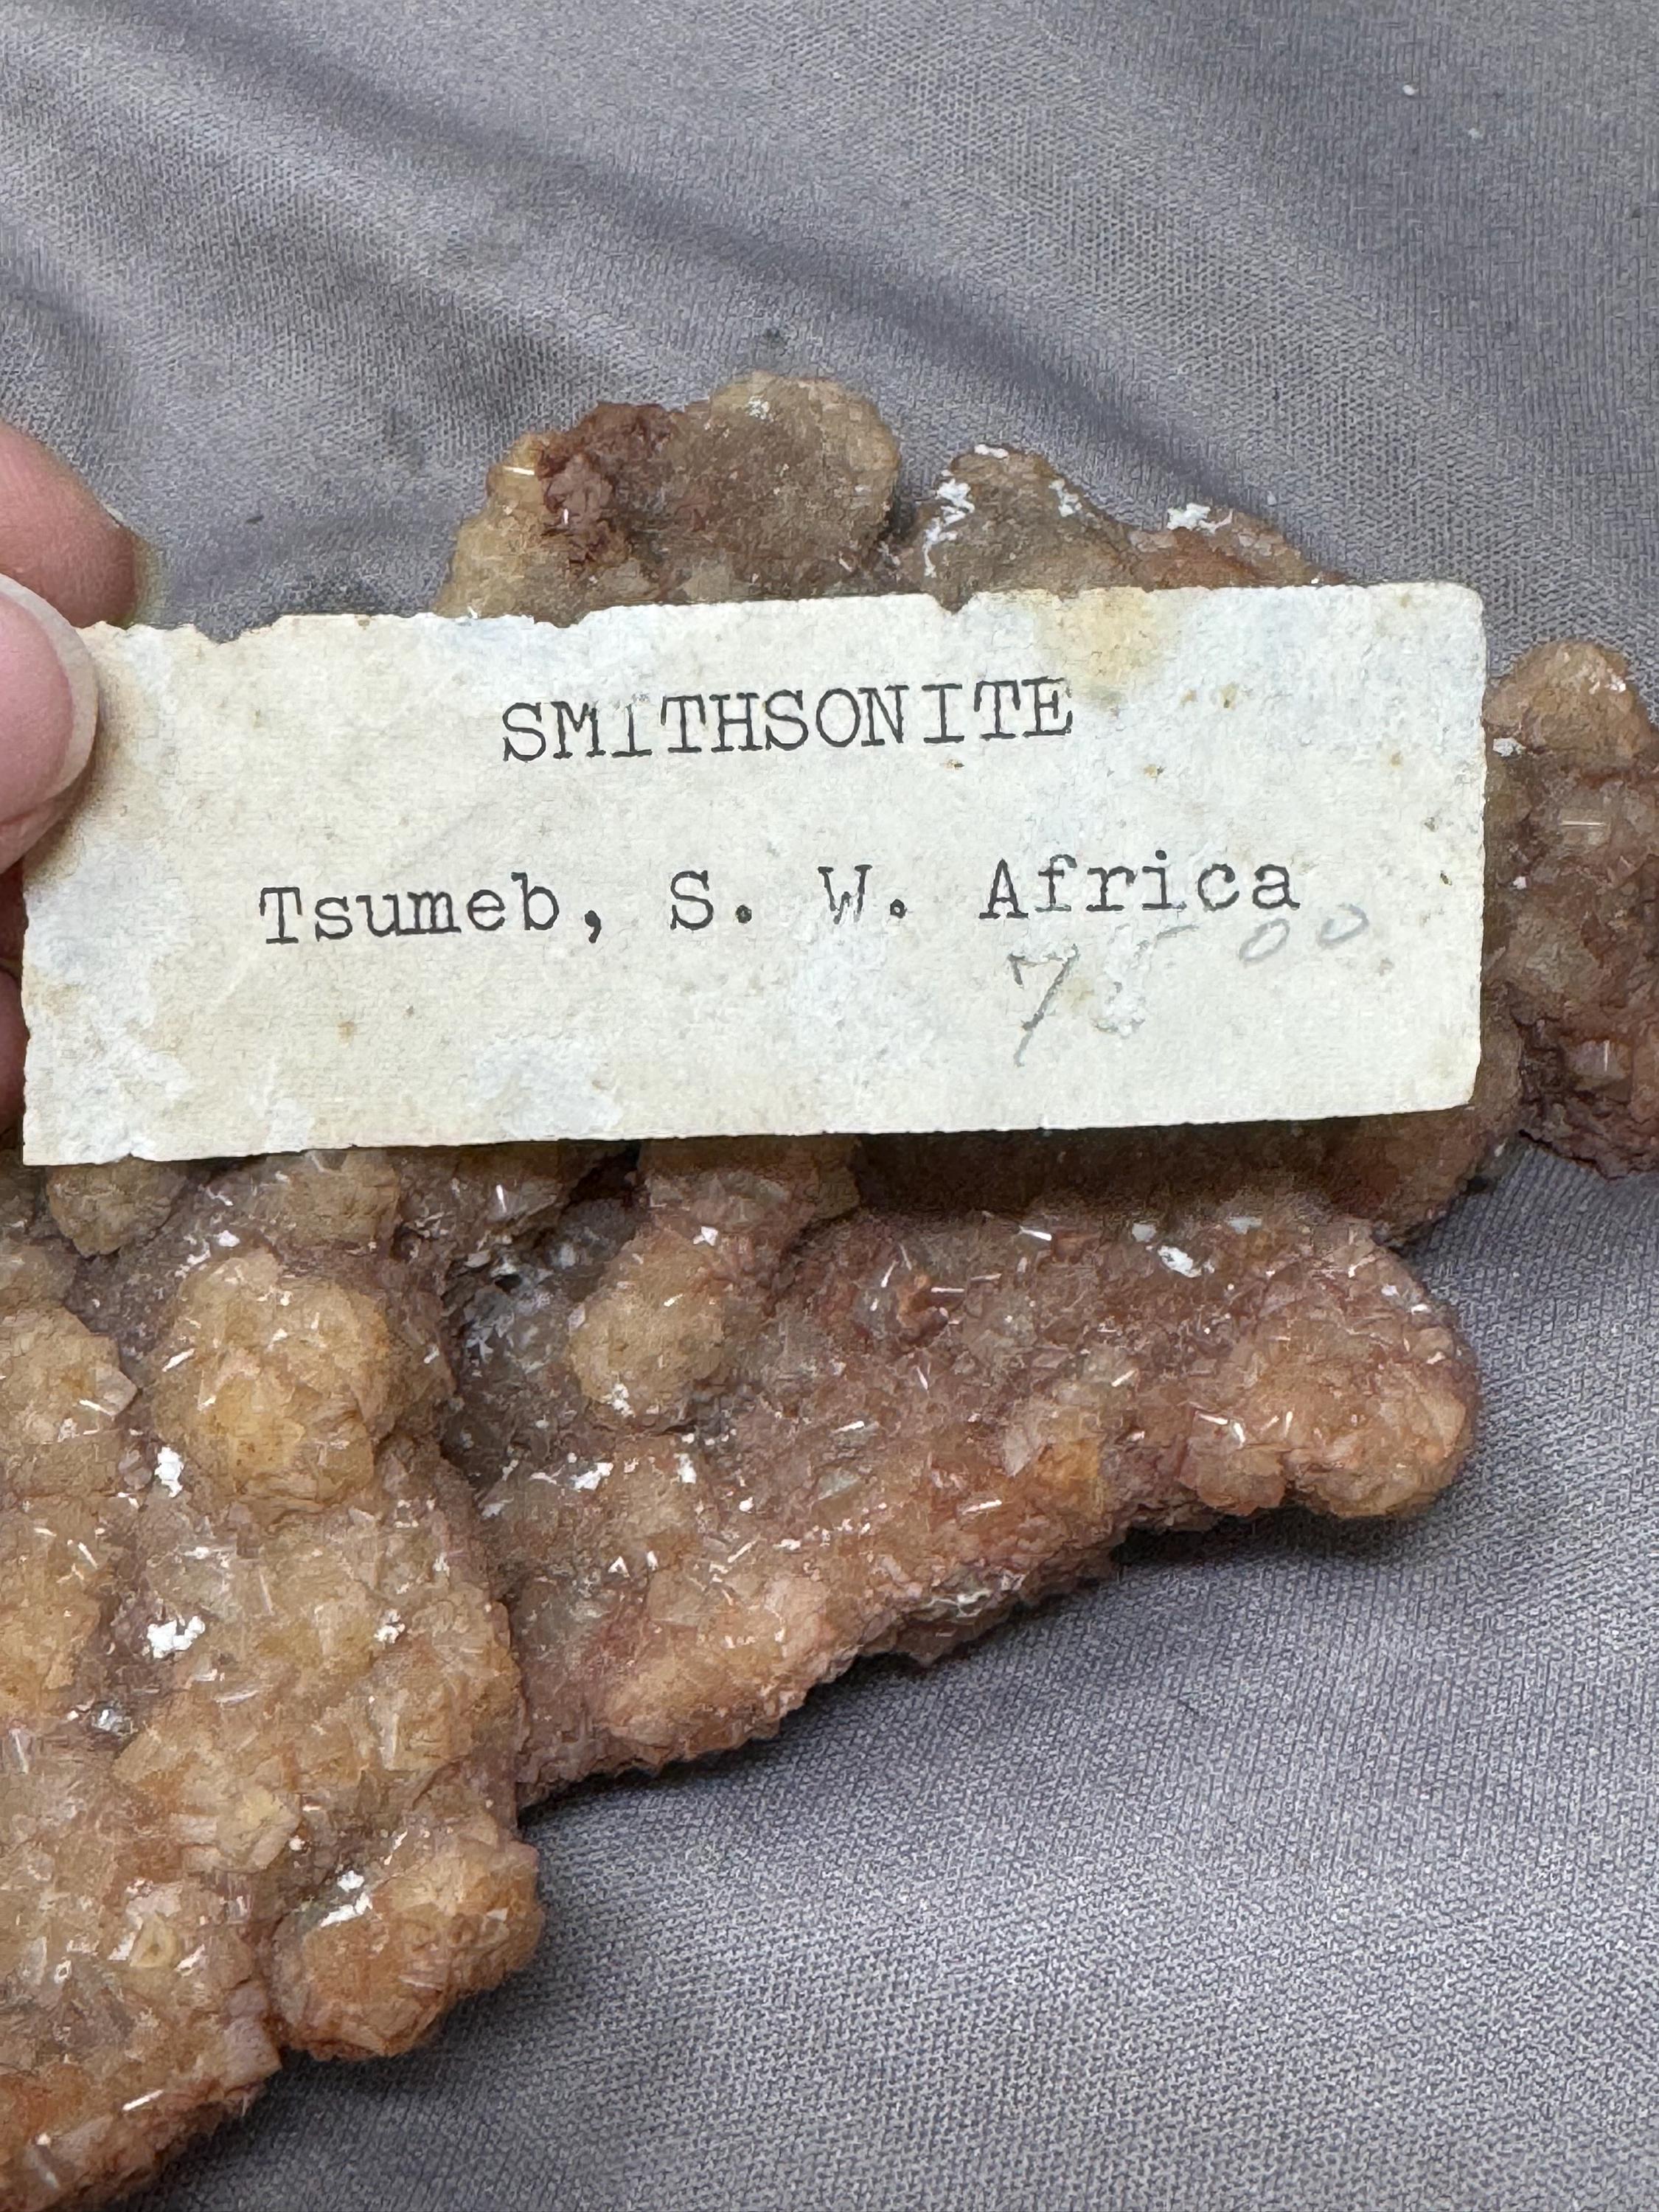 SMITHSONITE
Tsumeb, S. W. Africa
75 00